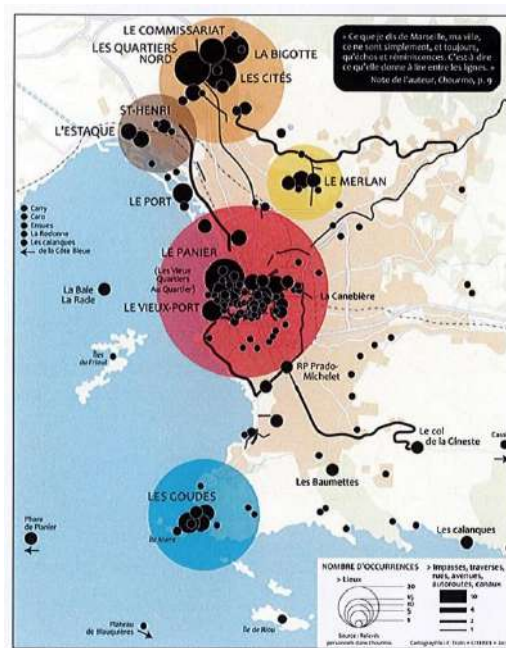 LE COMMISSARIAT
LES QUARTIERS
NORD
LA BIGOTTE
LES CITÉS
« Ce que je dis de Marseille, ma ville,
ce ne sont simplement, et toujours,
qu'échos et réminiscences. C'est-à-dire
ce qu'elle donne à lire entre les lignes. »
Note de l'auteur, Chourmo, p. 9
ST-HENRI
L'ESTAQUE
LE MERLAN
LE PORT
Carry
Caro
Ensues
La Redonne
Les calanques
de la Côte Bleue
LE PANIER
(Les Vieux
Quartiers
Au Quartier)
La Baie
La Rade
LE VIEUX-PORT
La Canebière
Îles
du Frioul
RP Prado-
Michelet
Le col
de la Gineste
Les Baumettes
LES GOUDES
Phare
de Planier
Les calanques
Plateau
de Blauquières
Île de Riou
NOMBRE D'OCCURRENCES
> Lieux
20
15
10
5
1
> Impasses, traverses,
rues, avenues,
autoroutes, canaux
10
4
2
1
Source : Relevés
personnels dans Chourmo.